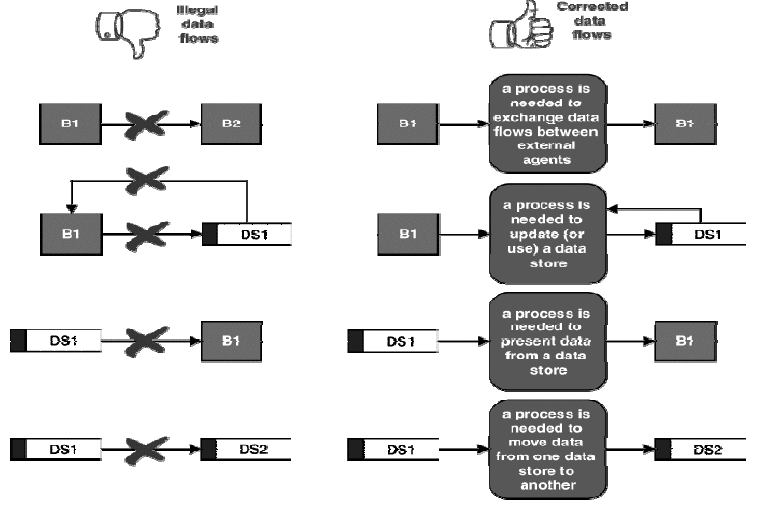 Illegal
data
flows
Corrected
data
flows
B1
B2
a process is
needed to
exchange data
flows between
external
agents
B1
B1
B1
DS1
B1
a process is
needed to
update (or
use) a data
store
DS1
DS1
B1
DS1
a process is
needed to
present data
from a data
store
B1
DS1
DS2
DS1
a process is
needed to
move data
from one data
store to
another
DS2